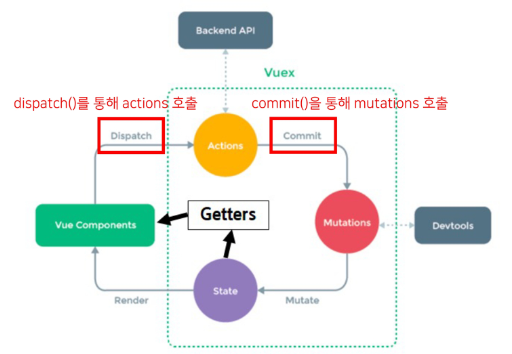 Backend API
Vuex
dispatch()를 통해 actions 호출
commit()을 통해 mutations 호출
Dispatch
Actions
Commit
Vue Components
Getters
Mutations
Devtools
State
Render
Mutate